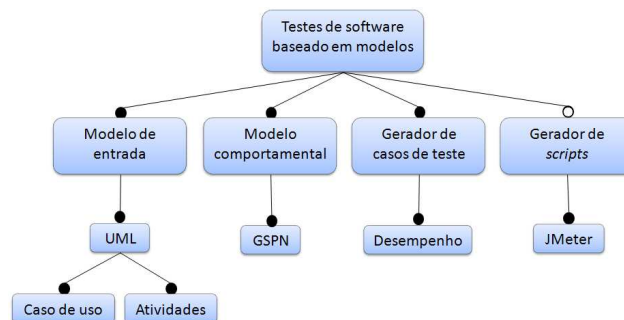 Testes de software
baseado em modelos
Modelo de
entrada
Modelo
comportamental
Gerador de
casos de teste
Gerador de
scripts
UML
GSPN
Desempenho
JMeter
Caso de uso
Atividades